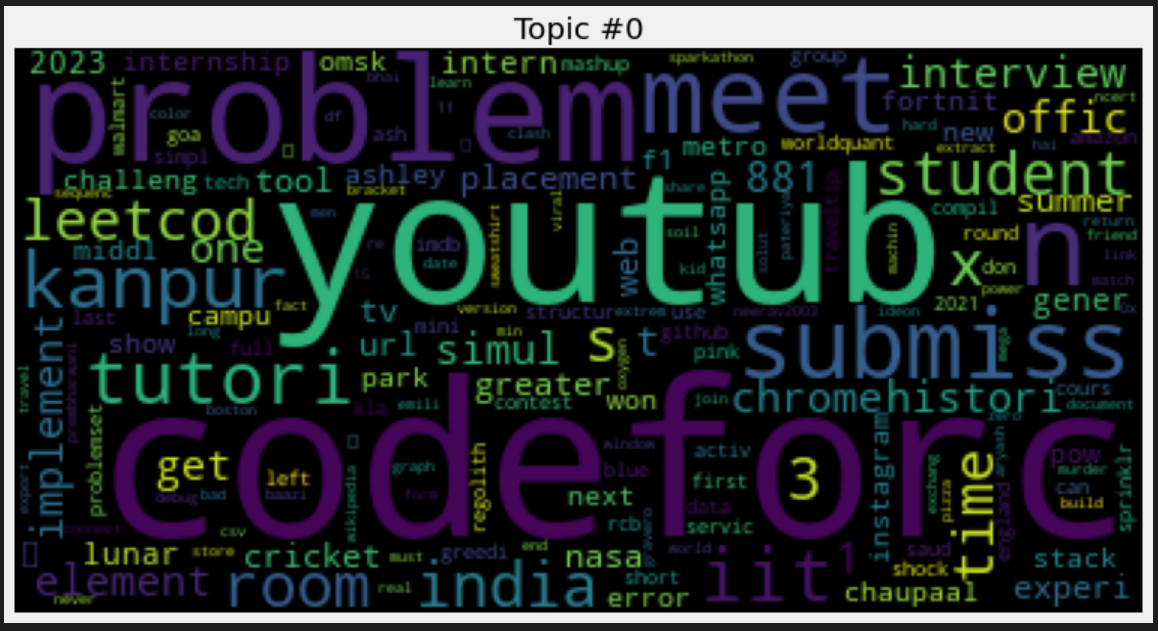 Topic #0
2023 internship omsk intern mashup sparkathon group interview
problem meet fortnit offic ncert
walmart color goa simpl bhai learn !! df ash clash
hard new amazon extract hai
f1 metro worldquant
challeng tech tool ashley placement 881 student
sequenc bracket share compil summer
leetcod one middl men re imdb date 15
youtub
sweatshirt viral web soil kid whatsapp solut traveltip machin
x don round n return friend link match
kanpur campu fact power 2021 gener
last long tv version structur extrem use neerav2003 ideon
show full url mini min simul s t github pink oxygen
submiss mega
implement tutori park greater won join chromehistori cours document
travel boston kla emili contest
codeforc
problemset get left 3 window activ instagram zero aryash pow murder
debug bad baazi wikipedia graph form regolith blue first exchang pizza can build sprinklr
export connect csv next data rcb servic time england
lunar store cricket must greedi end nasa world saud stack
element room real india short iit 1 shock experi
never error chaupaal